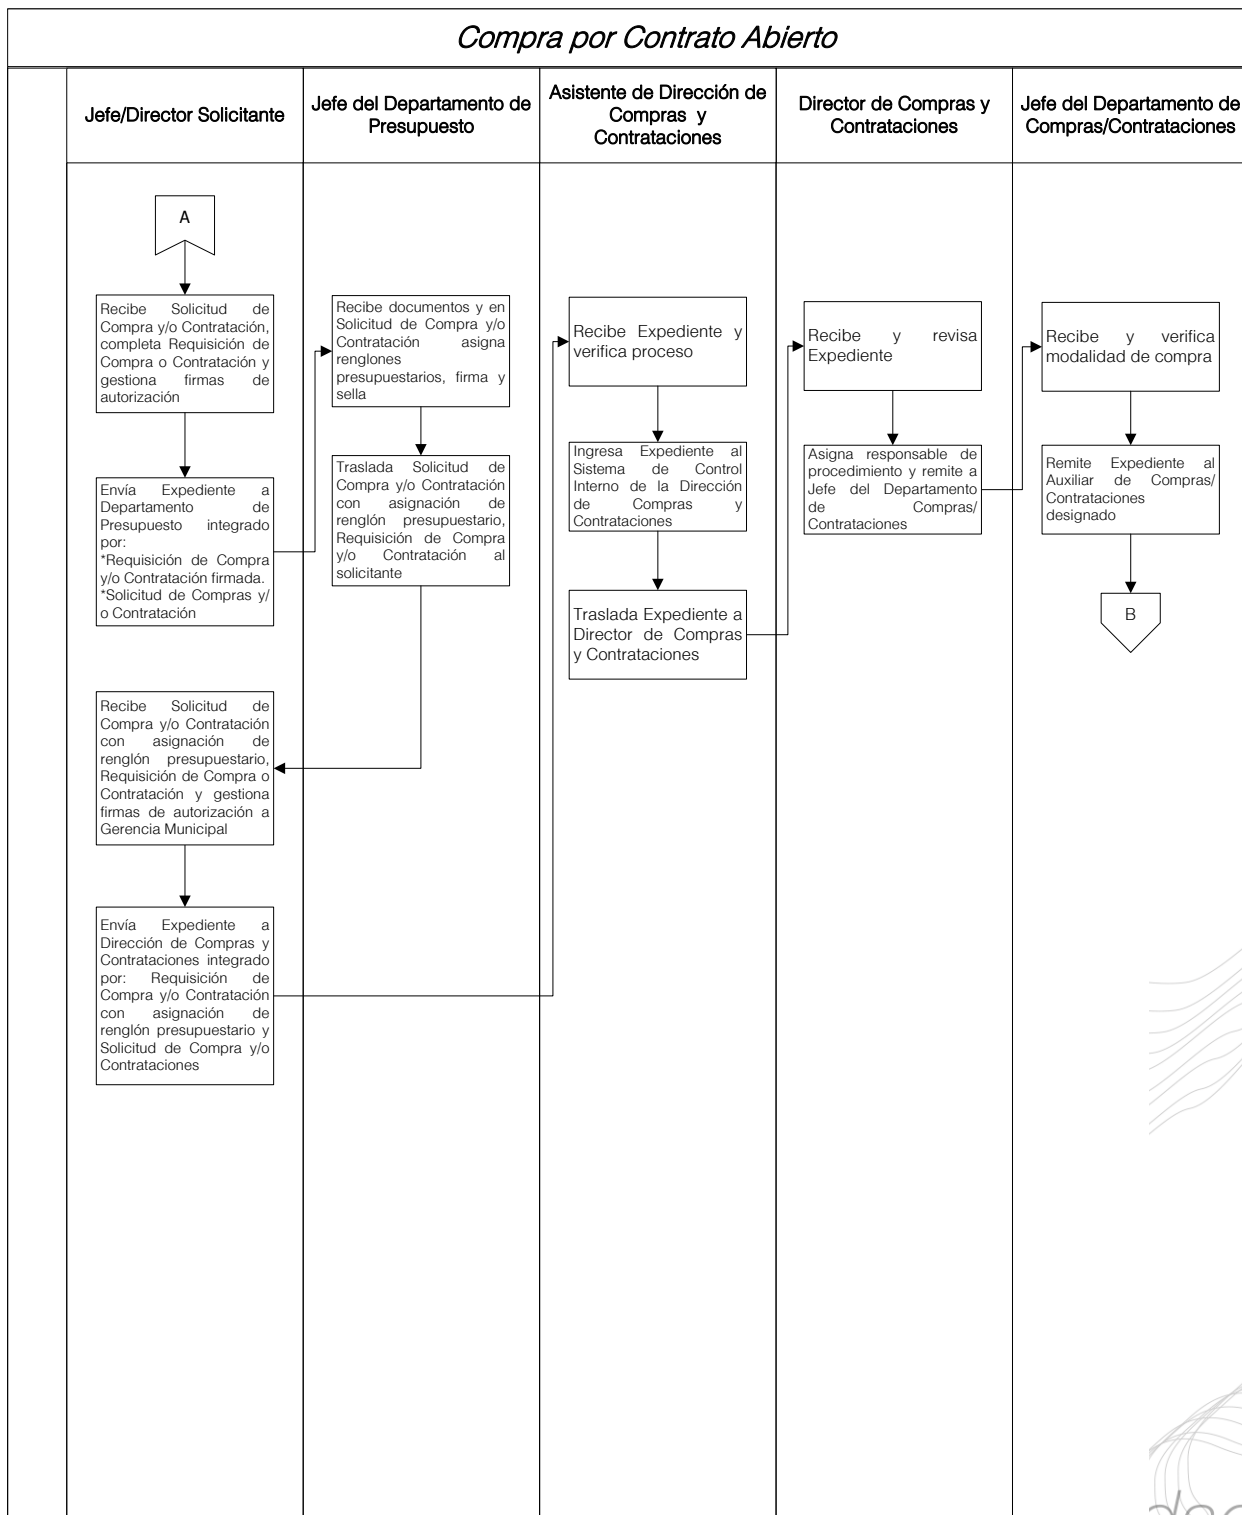 Compra por Contrato Abierto
Jefe/Director Solicitante
Jefe del Departamento de
Presupuesto
Asistente de Dirección de
Compras y
Contrataciones
Director de Compras y
Contrataciones
Jefe del Departamento de
Compras/Contrataciones
A
Recibe Solicitud de
Compra y/o Contratación,
completa Requisición de
Compra o Contratación y
gestiona firmas de
autorización
Envía Expediente a
Departamento de
Presupuesto integrado
por:
*Requisición de Compra
y/o Contratación firmada.
*Solicitud de Compras y/
o Contratación
Recibe Solicitud de
Compra y/o Contratación
con asignación de
renglón presupuestario,
Requisición de Compra o
Contratación y gestiona
firmas de autorización a
Gerencia Municipal
Envía Expediente a
Dirección de Compras y
Contrataciones integrado
por: Requisición de
Compra y/o Contratación
con asignación de
renglón presupuestario y
Solicitud de Compra y/o
Contrataciones
Recibe documentos y en
Solicitud de Compra y/o
Contratación asigna
renglones
presupuestarios, firma y
sella
Traslada Solicitud de
Compra y/o Contratación
con asignación de
renglón presupuestario,
Requisición de Compra
y/o Contratación al
solicitante
Recibe Expediente y
verifica proceso
Ingresa Expediente al
Sistema de Control
Interno de la Dirección
de Compras y
Contrataciones
Traslada Expediente a
Director de Compras
y Contrataciones
Recibe y revisa
Expediente
Asigna responsable de
procedimiento y remite a
Jefe del Departamento
de Compras/
Contrataciones
Recibe y verifica
modalidad de compra
Remite Expediente al
Auxiliar de Compras/
Contrataciones
designado
B